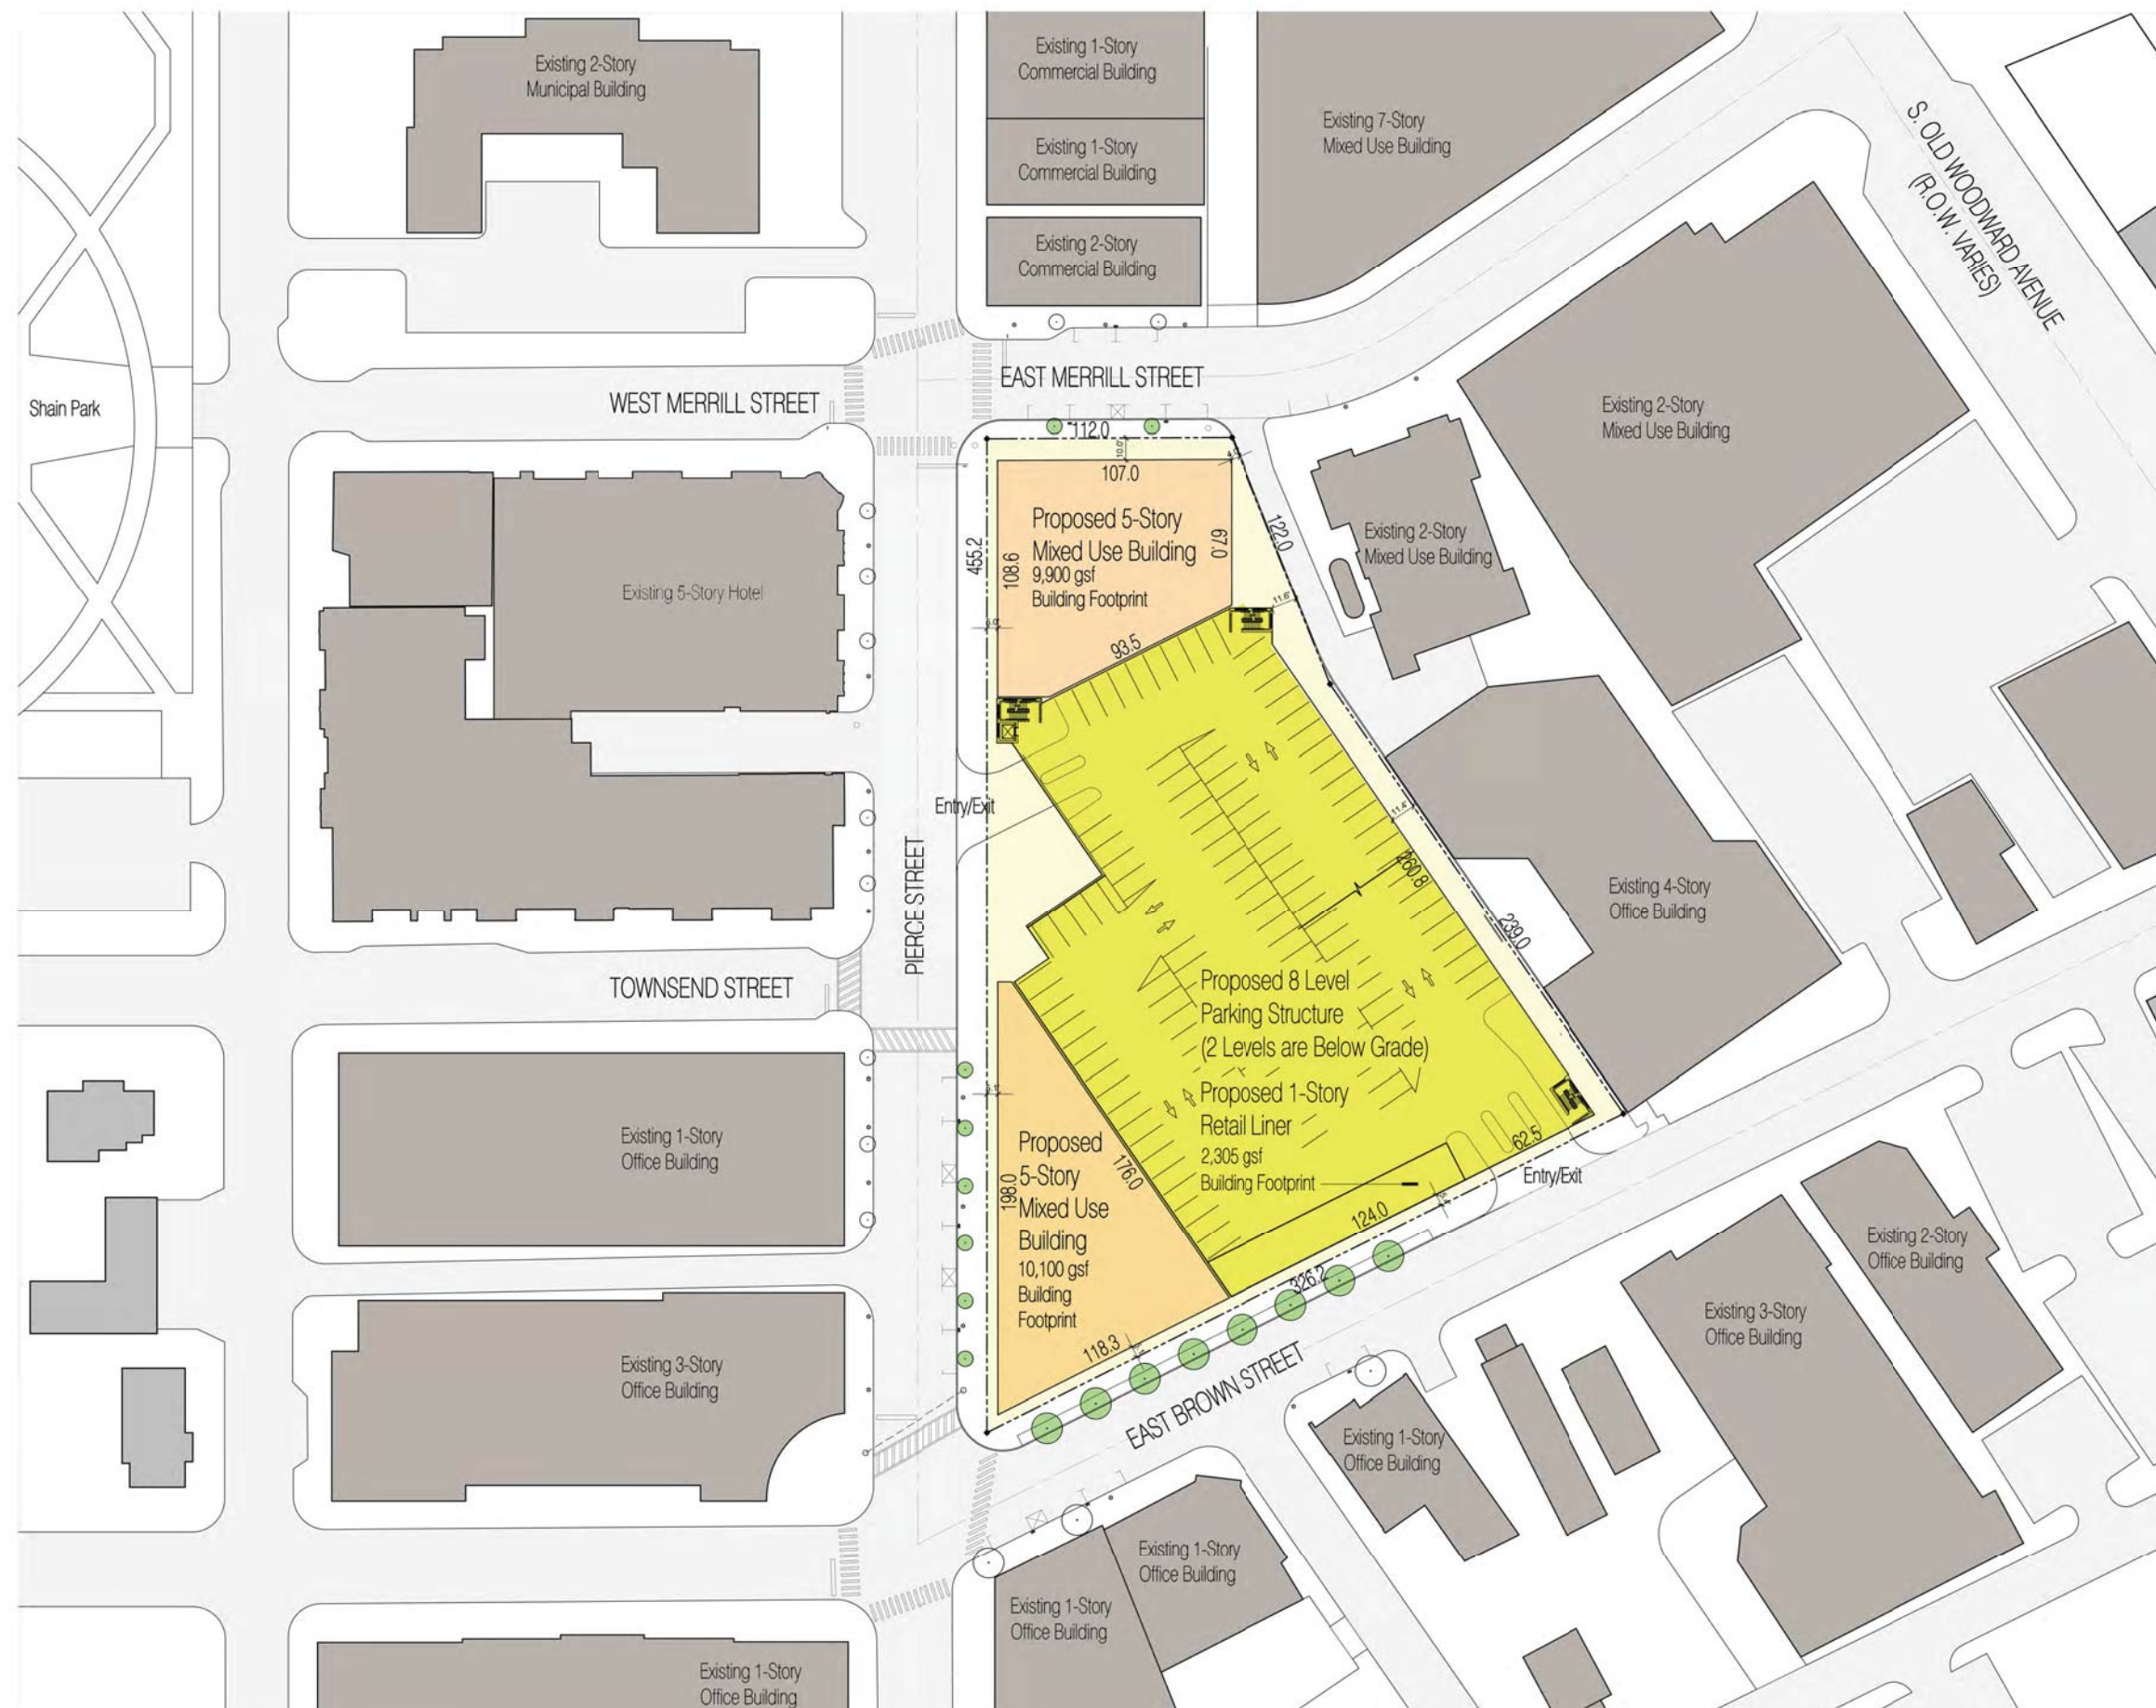 Existing 2-Story
Municipal Building
Existing 1-Story
Commercial Building
Existing 1-Story
Commercial Building
Existing 2-Story
Commercial Building
Existing 7-Story
Mixed Use Building
S. OLD WOODWARD AVENUE
(R.O.W. VARIES)
Shain Park
WEST MERRILL STREET
EAST MERRILL STREET
Existing 2-Story
Mixed Use Building
112.0
10.0'
107.0
Proposed 5-Story
Mixed Use Building
9,900 gsf
Building Footprint
67.0
122.0
455.2
108.6
93.5
11.6'
Existing 2-Story
Mixed Use Building
Existing 5-Story Hotel
Entry/Exit
PIERCE STREET
11.4'
260.8'
239.0
Existing 4-Story
Office Building
TOWNSEND STREET
Proposed 8 Level
Parking Structure
(2 Levels are Below Grade)
Proposed 1-Story
Retail Liner
2,305 gsf
Building Footprint
62.5
Entry/Exit
124.0
176.0
198.0
Proposed
5-Story
Mixed Use
Building
10,100 gsf
Building
Footprint
118.3
326.2
EAST BROWN STREET
Existing 1-Story
Office Building
Existing 3-Story
Office Building
Existing 2-Story
Office Building
Existing 3-Story
Office Building
Existing 1-Story
Office Building
Existing 1-Story
Office Building
Existing 1-Story
Office Building
Existing 1-Story
Office Building